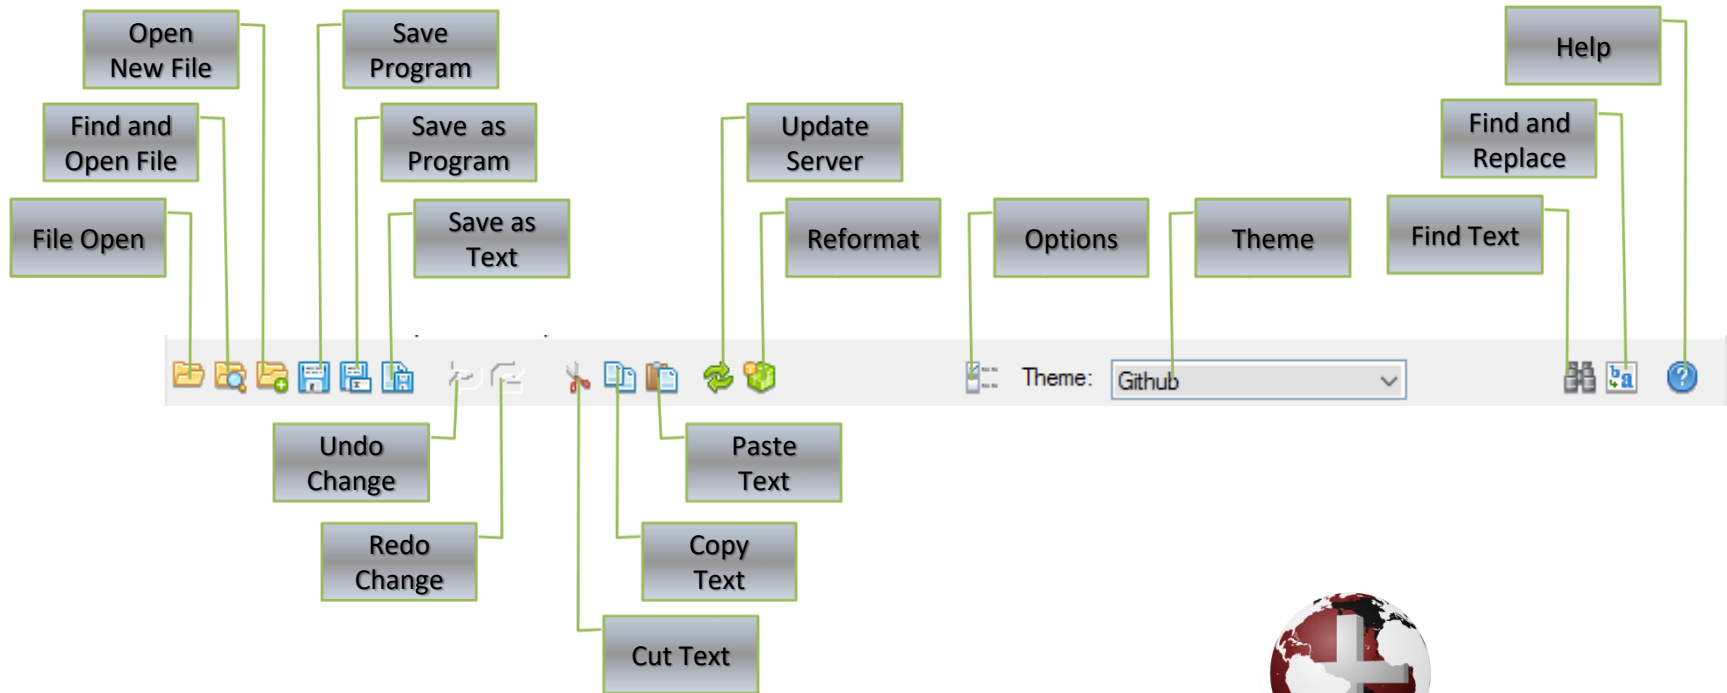 Open
New File
Save
Program
Help
Find and
Open File
Save as
Program
Update
Server
Find and
Replace
File Open
Save as
Text
Reformat
Options
Theme
Find Text
Theme:
Github
Undo
Change
Paste
Text
Redo
Change
Copy
Text
Cut Text